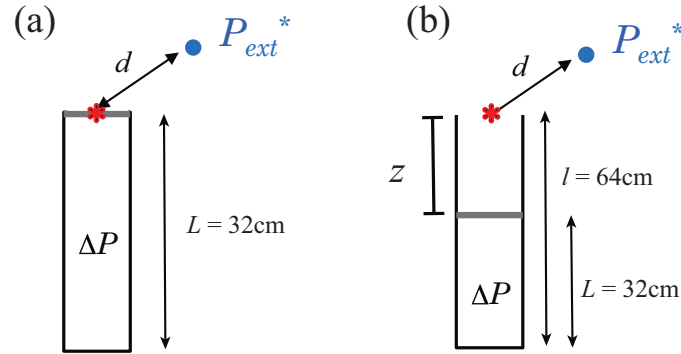 (a)
d
P_ext*
ΔP
L = 32cm
(b)
d
P_ext*
z
l = 64cm
ΔP
L = 32cm